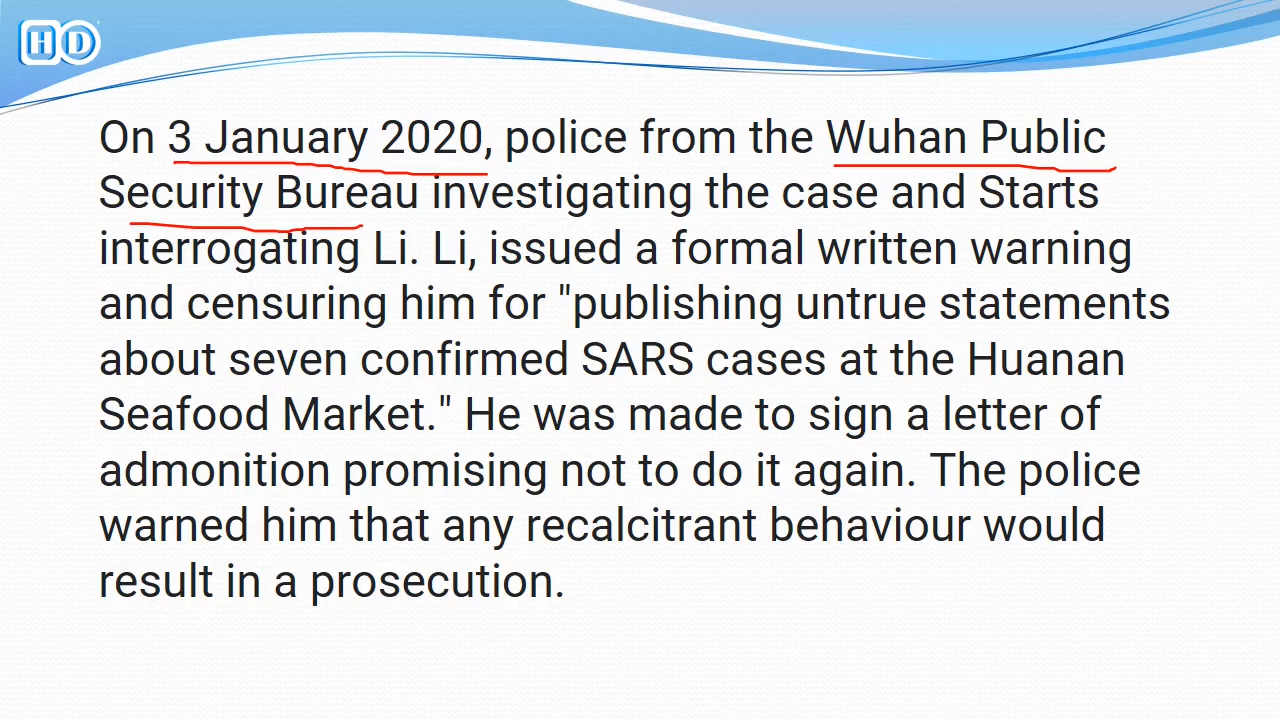 HD
On 3 January 2020, police from the Wuhan Public
Security Bureau investigating the case and Starts
interrogating Li. Li, issued a formal written warning
and censuring him for "publishing untrue statements
about seven confirmed SARS cases at the Huanan
Seafood Market." He was made to sign a letter of
admonition promising not to do it again. The police
warned him that any recalcitrant behaviour would
result in a prosecution.